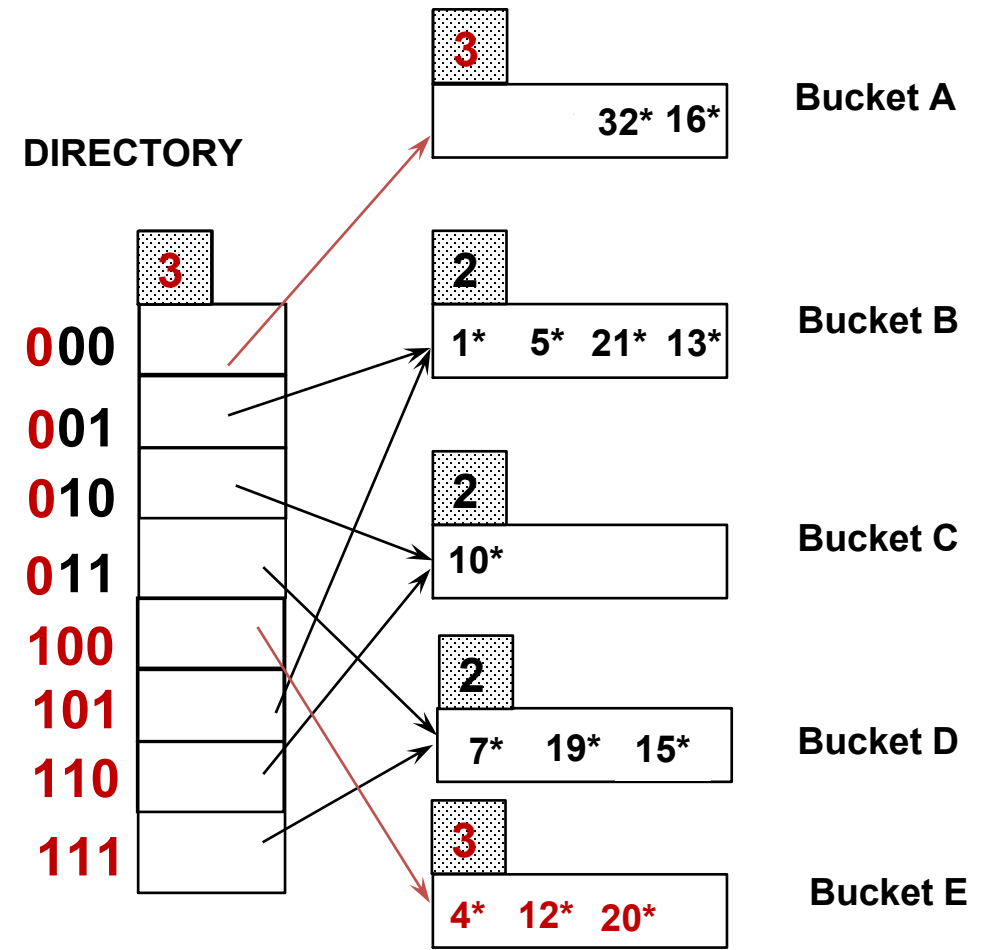 3
32* 16*
Bucket A
DIRECTORY
3
000
001
010
011
100
101
110
111
2
1* 5* 21* 13*
Bucket B
2
10*
Bucket C
2
7* 19* 15*
Bucket D
3
4* 12* 20*
Bucket E